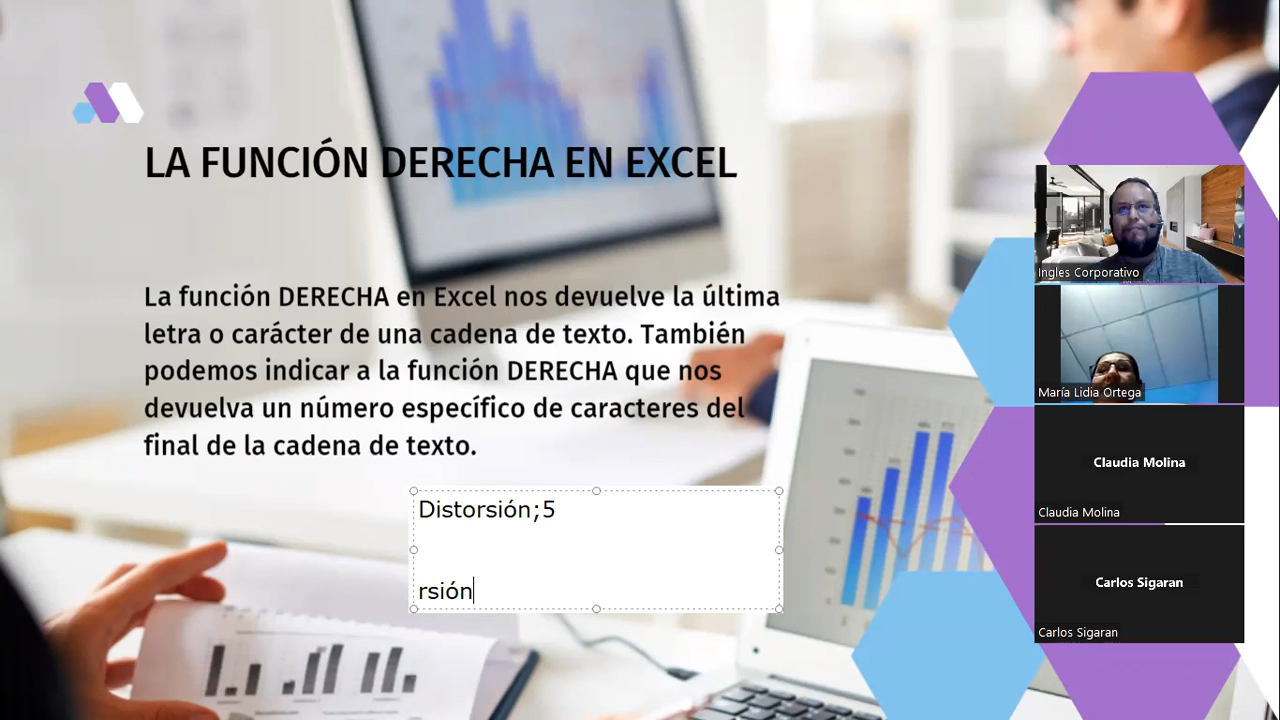 LA FUNCIÓN DERECHA EN EXCEL
La función DERECHA en Excel nos devuelve la última
letra o carácter de una cadena de texto. También
podemos indicar a la función DERECHA que nos
devuelva un número específico de caracteres del
final de la cadena de texto.
Distorsión;5
rsión
Ingles Corporativo
María Lidia Ortega
Claudia Molina
Claudia Molina
Carlos Sigaran
Carlos Sigaran